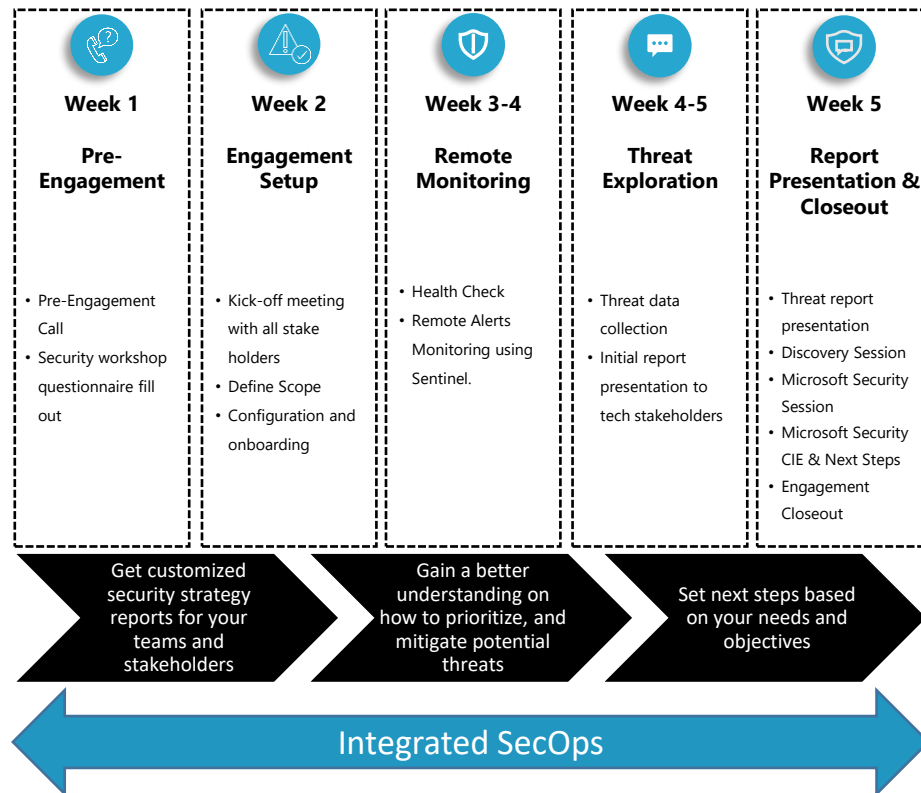 Week 1
Pre-
Engagement
• Pre-Engagement
Call
• Security workshop
questionnaire fill
out
Week 2
Engagement
Setup
• Kick-off meeting
with all stake
holders
• Define Scope
• Configuration and
onboarding
Week 3-4
Remote
Monitoring
• Health Check
• Remote Alerts
Monitoring using
Sentinel.
Week 4-5
Threat
Exploration
• Threat data
collection
• Initial report
presentation to
tech stakeholders
Week 5
Report
Presentation &
Closeout
• Threat report
presentation
• Discovery Session
• Microsoft Security
Session
• Microsoft Security
CIE & Next Steps
• Engagement
Closeout
Get customized
security strategy
reports for your
teams and
stakeholders
Gain a better
understanding on
how to prioritize, and
mitigate potential
threats
Set next steps based
on your needs and
objectives
Integrated SecOps